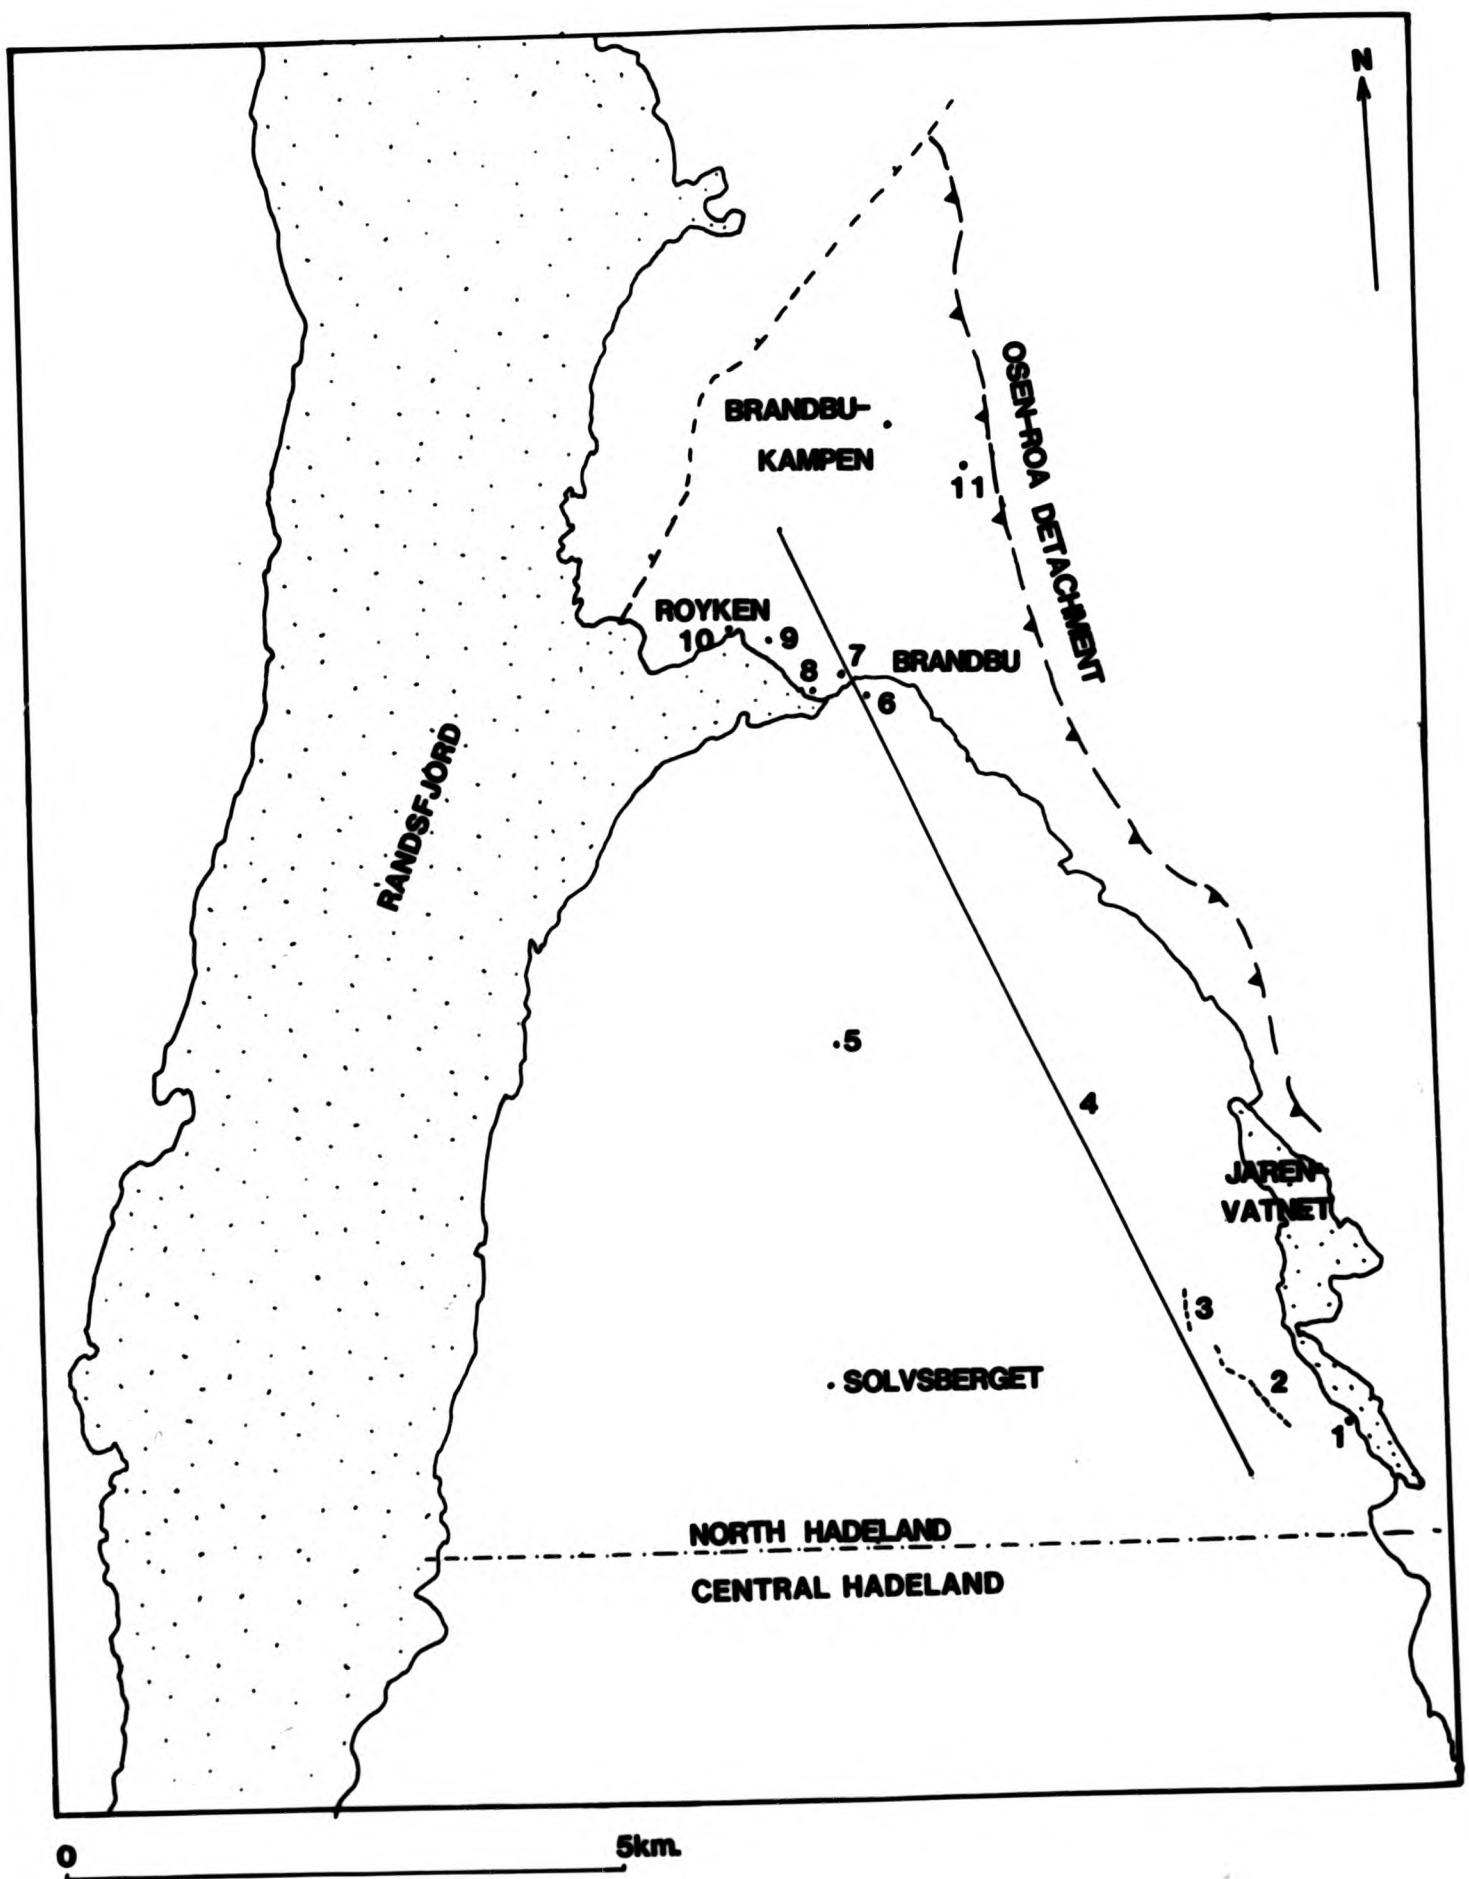 N
OSEN-ROA DETACHMENT
BRANDBU-
KAMPEN
11
ROYKEN
10
9
8
7
BRANDBU
6
RANDSFJORD
5
4
JAREN-
VATNET
3
SOLVSBERGET
2
1
NORTH HADELAND
CENTRAL HADELAND
0
5km.